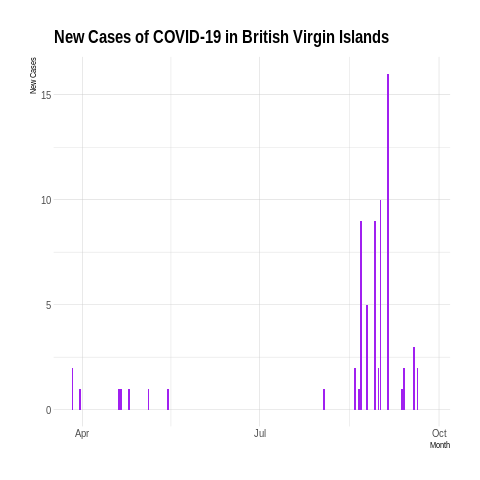 New Cases of COVID-19 in British Virgin Islands
New Cases
15
10
5
0
Apr Jul Oct
Month